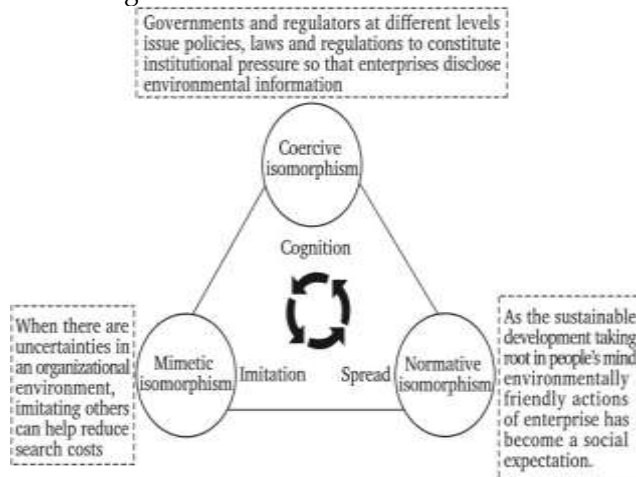 Governments and regulators at different levels
issue policies, laws and regulations to constitute
institutional pressure so that enterprises disclose
environmental information
Coercive
isomorphism
Cognition
When there are
uncertainties in
an organizational
environment,
imitating others
can help reduce
search costs
Mimetic
isomorphism
Imitation
Spread
Normative
isomorphism
As the sustainable
development taking
root in people's mind
environmentally
friendly actions
of enterprise has
become a social
expectation.